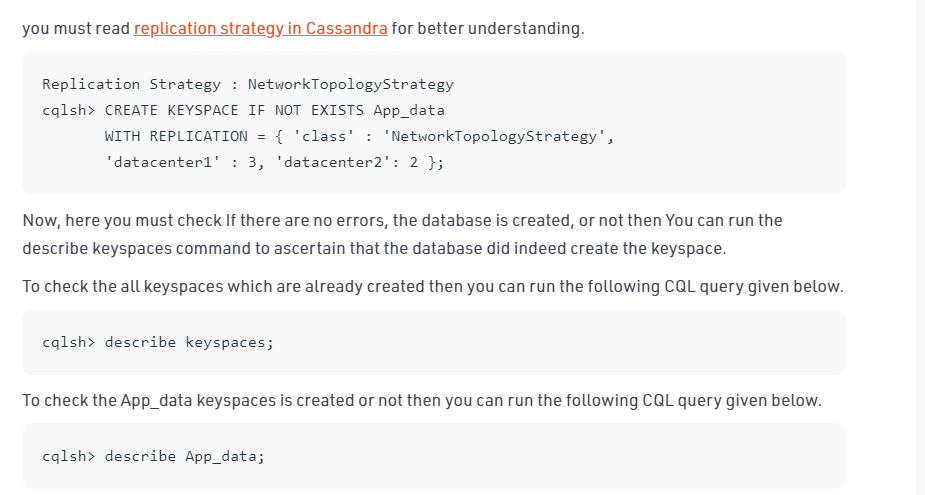 you must read replication strategy in Cassandra for better understanding.
Replication Strategy : NetworkTopologyStrategy
cqlsh> CREATE KEYSPACE IF NOT EXISTS App_data
WITH REPLICATION = { 'class' : 'NetworkTopologyStrategy',
'datacenter1' : 3, 'datacenter2': 2 };
Now, here you must check If there are no errors, the database is created, or not then You can run the
describe keyspaces command to ascertain that the database did indeed create the keyspace.
To check the all keyspaces which are already created then you can run the following CQL query given below.
cqlsh> describe keyspaces;
To check the App_data keyspaces is created or not then you can run the following CQL query given below.
cqlsh> describe App_data;